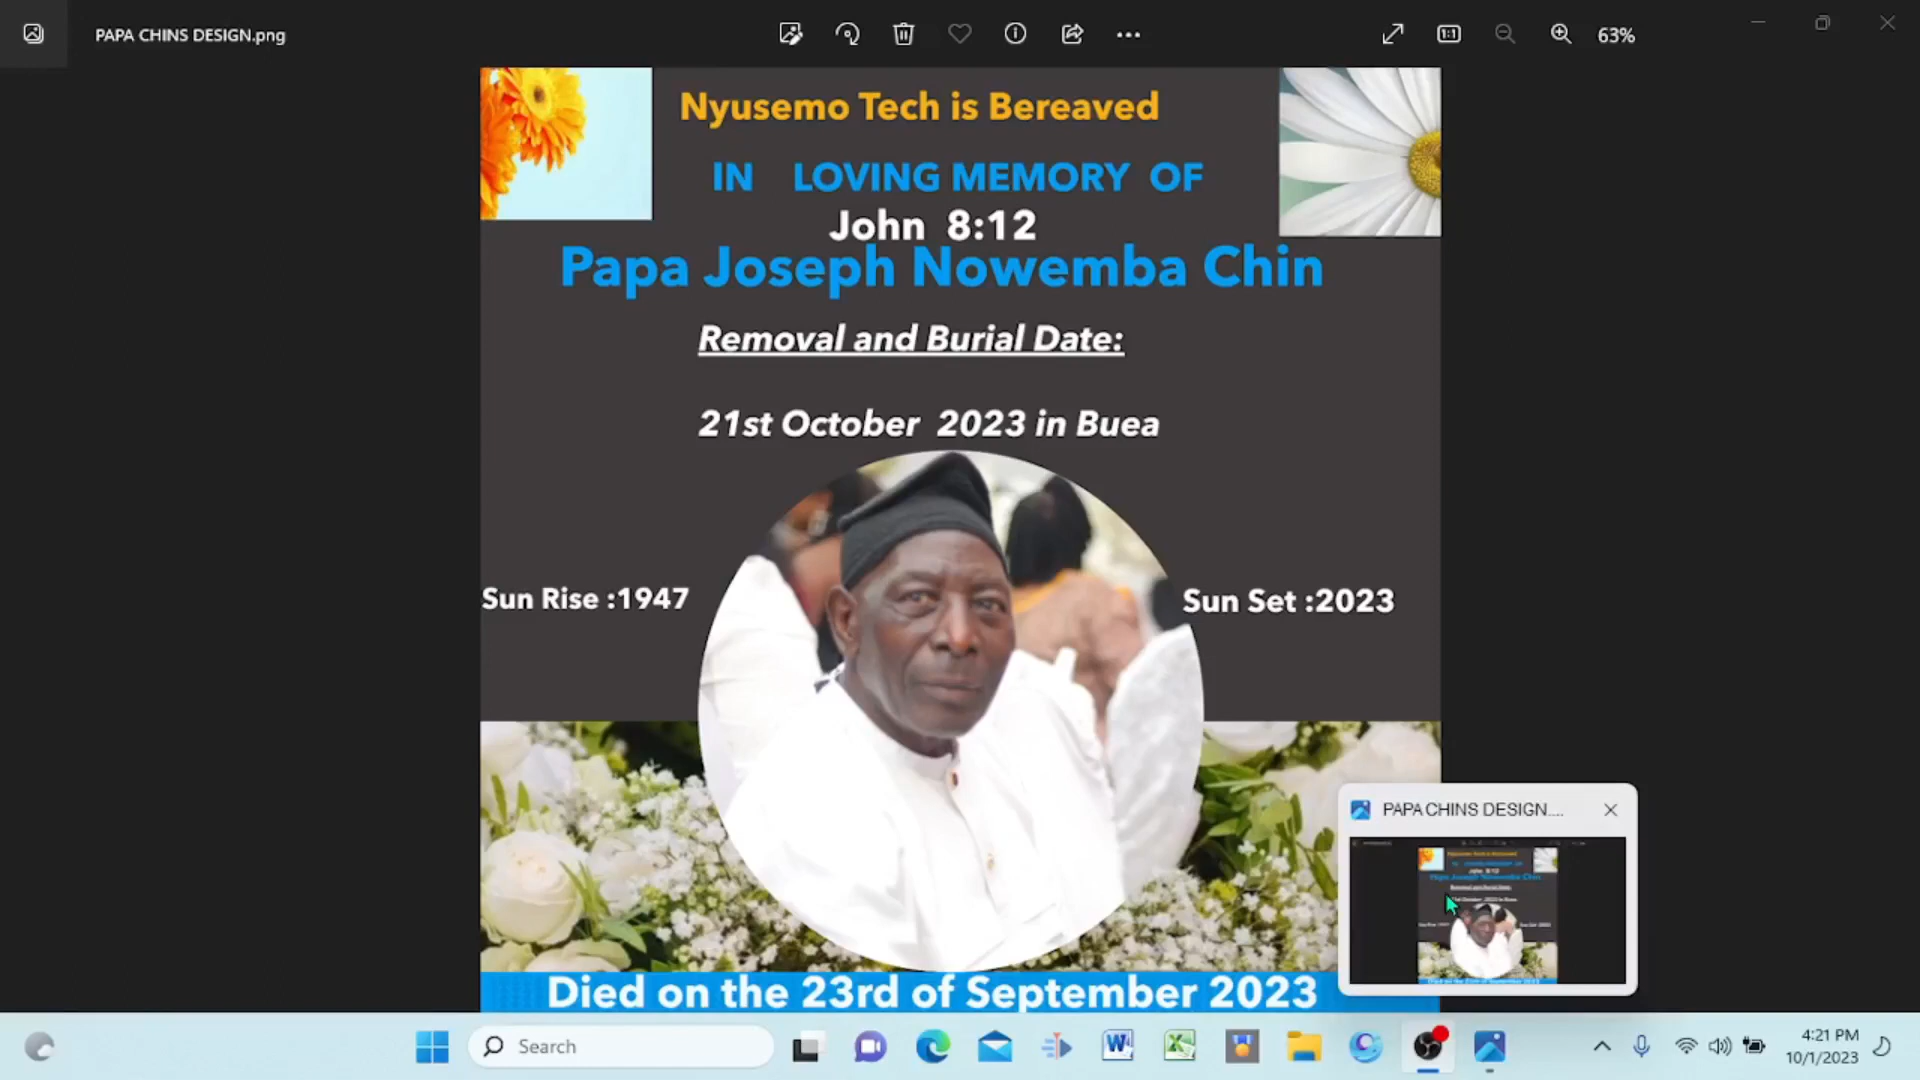 PAPA CHINS DESIGN.png
63%
Nyusemo Tech is Bereaved
IN LOVING MEMORY OF
John 8:12
Papa Joseph Nowemba Chin
Removal and Burial Date:
21st October 2023 in Buea
Sun Rise :1947
Sun Set :2023
Died on the 23rd of September 2023
PAPA CHINS DESIGN....
Search
4:21 PM
10/1/2023